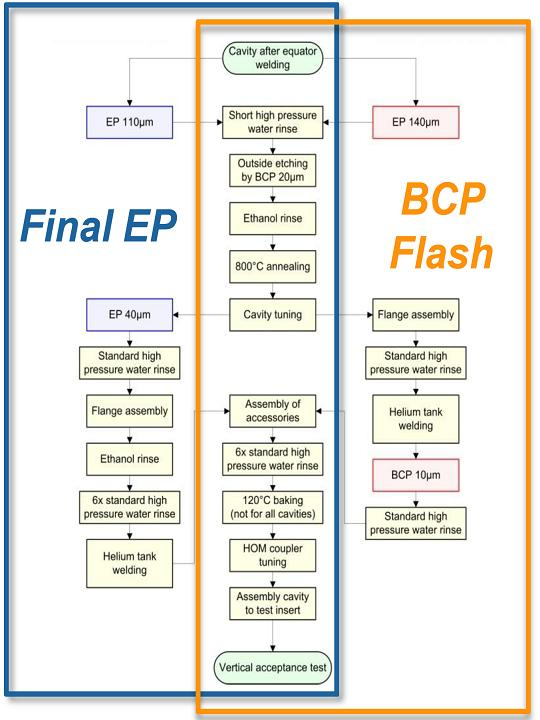 Cavity after equator
welding
EP 110µm
Short high pressure
water rinse
EP 140µm
Outside etching
by BCP 20µm
Final EP
BCP
Flash
Ethanol rinse
800°C annealing
EP 40µm
Cavity tuning
Flange assembly
Standard high
pressure water rinse
Standard high
pressure water rinse
Flange assembly
Assembly of
accessories
Helium tank
welding
Ethanol rinse
6x standard high
pressure water rinse
BCP 10µm
6x standard high
pressure water rinse
120°C baking
(not for all cavities)
Standard high
pressure water rinse
Helium tank
welding
HOM coupler
tuning
Assembly cavity
to test insert
Vertical acceptance test